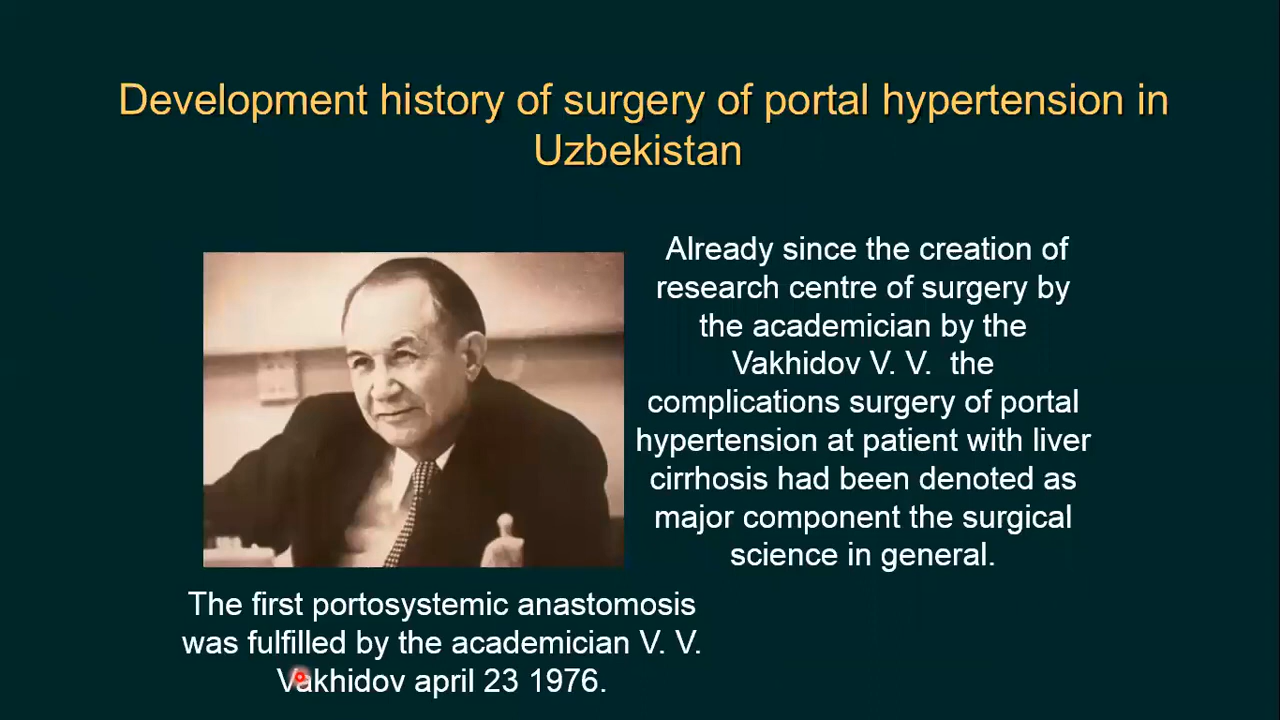 Development history of surgery of portal hypertension in
Uzbekistan
Already since the creation of
research centre of surgery by
the academician by the
Vakhidov V. V. the
complications surgery of portal
hypertension at patient with liver
cirrhosis had been denoted as
major component the surgical
science in general.
The first portosystemic anastomosis
was fulfilled by the academician V. V.
Vakhidov april 23 1976.